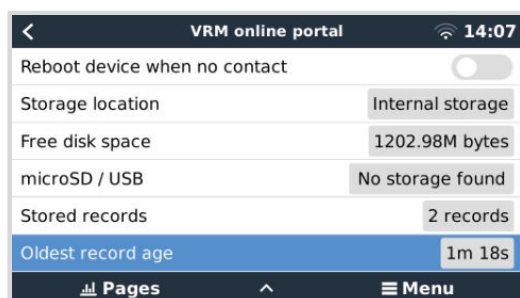 VRM online portal 14:07
Reboot device when no contact
Storage location Internal storage
Free disk space 1202.98M bytes
microSD / USB No storage found
Stored records 2 records
Oldest record age 1m 18s
Pages Menu